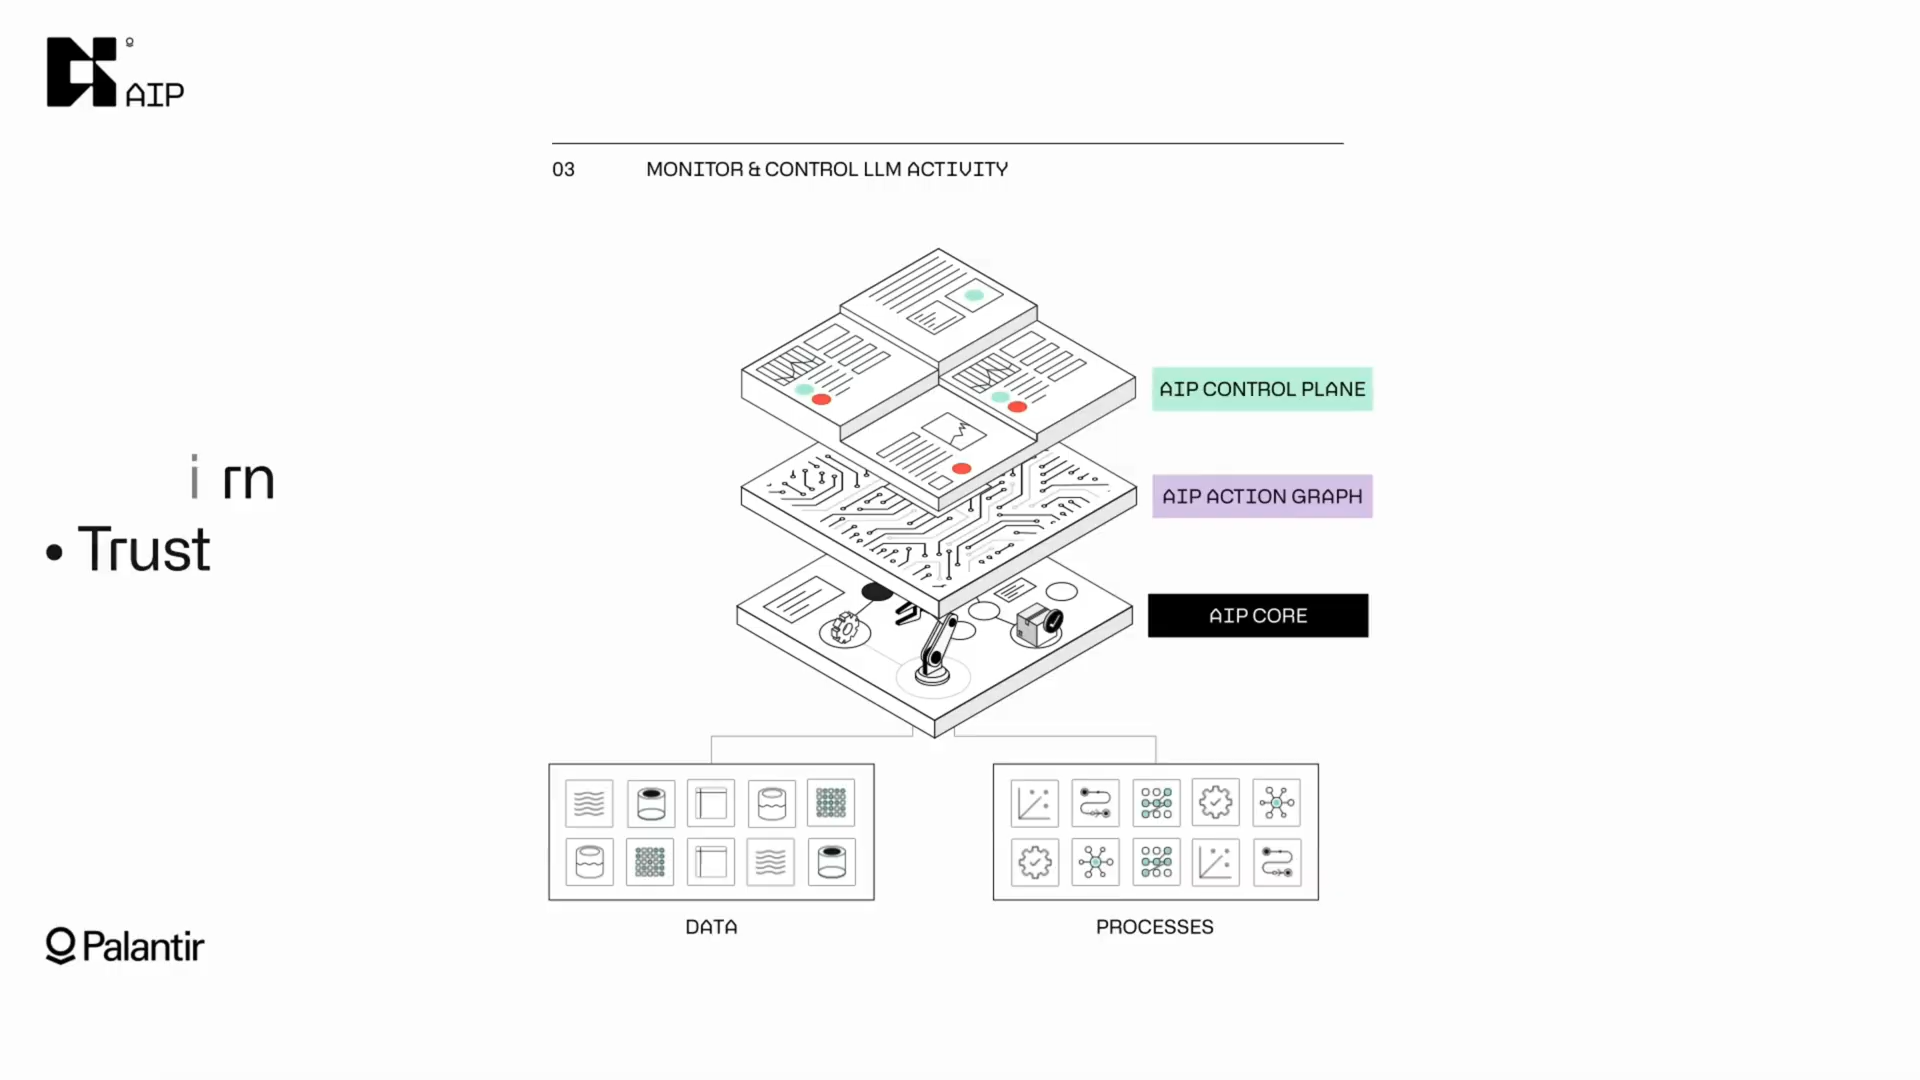 AIP
03 MONITOR & CONTROL LLM ACTIVITY
AIP CONTROL PLANE
AIP ACTION GRAPH
AIP CORE
• Trust
DATA
PROCESSES
Palantir